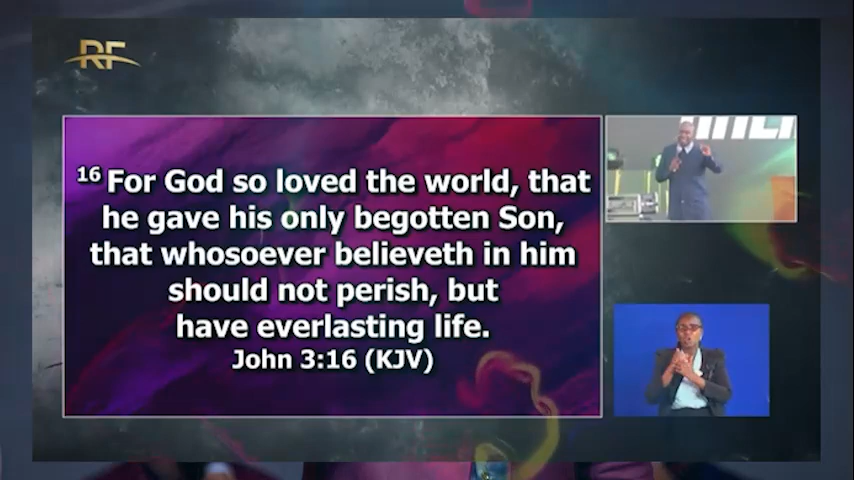 RF
16 For God so loved the world, that
he gave his only begotten Son,
that whosoever believeth in him
should not perish, but
have everlasting life.
John 3:16 (KJV)